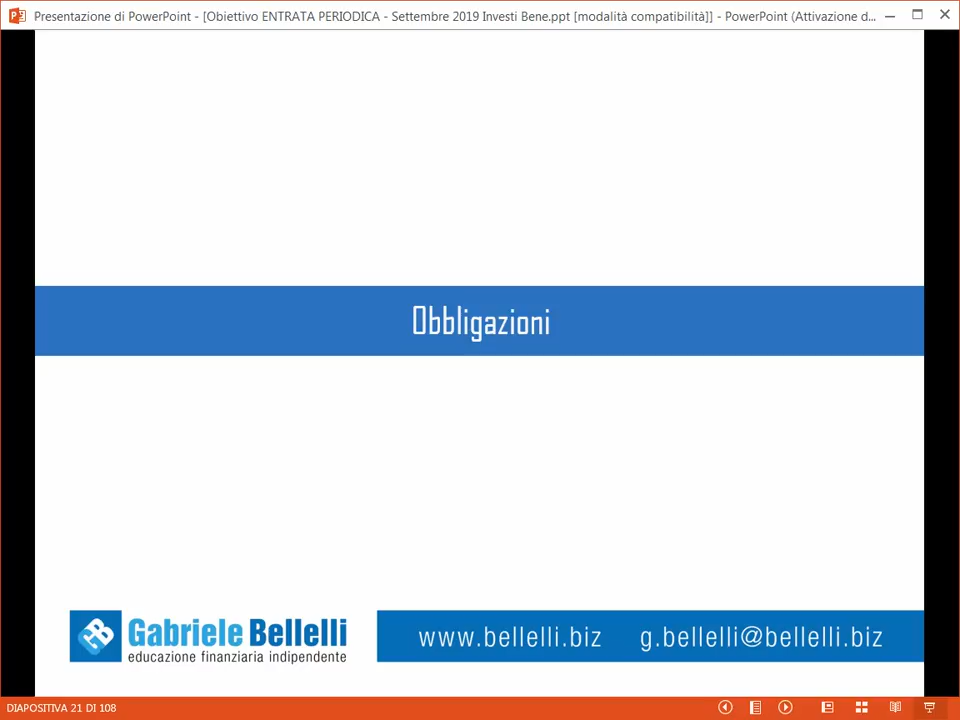 Presentazione di PowerPoint - [Obiettivo ENTRATA PERIODICA - Settembre 2019 Investi Bene.ppt [modalità compatibilità]] - PowerPoint (Attivazione d...
Obbligazioni
Gabriele Bellelli
educazione finanziaria indipendente
www.bellelli.biz g.bellelli@bellelli.biz
DIAPOSITIVA 21 DI 108